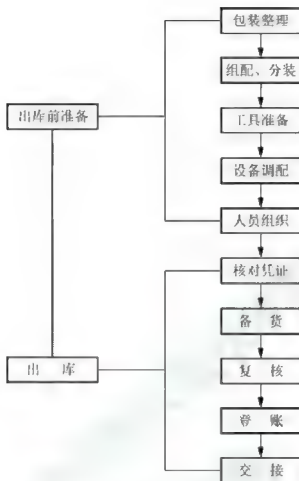 包装整理
组配、分装
出库前准备
工具准备
设备调配
人员组织
核对凭证
备 货
出 库
复 核
登 账
交 接